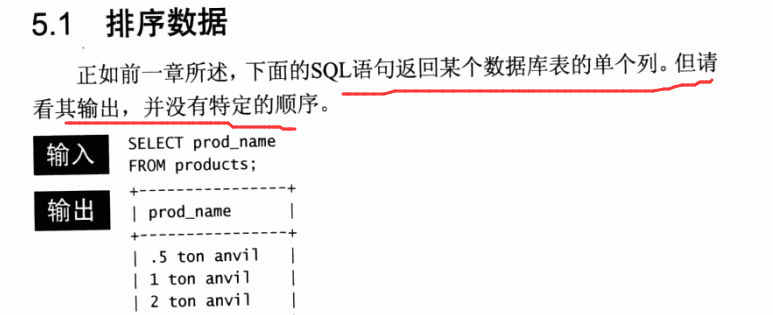 5.1 排序数据
正如前一章所述，下面的SQL语句返回某个数据库表的单个列。但请
看其输出，并没有特定的顺序。
输入
SELECT prod_name
FROM products;
输出
+----------------+
| prod_name      |
+----------------+
| .5 ton anvil   |
| 1 ton anvil    |
| 2 ton anvil    |